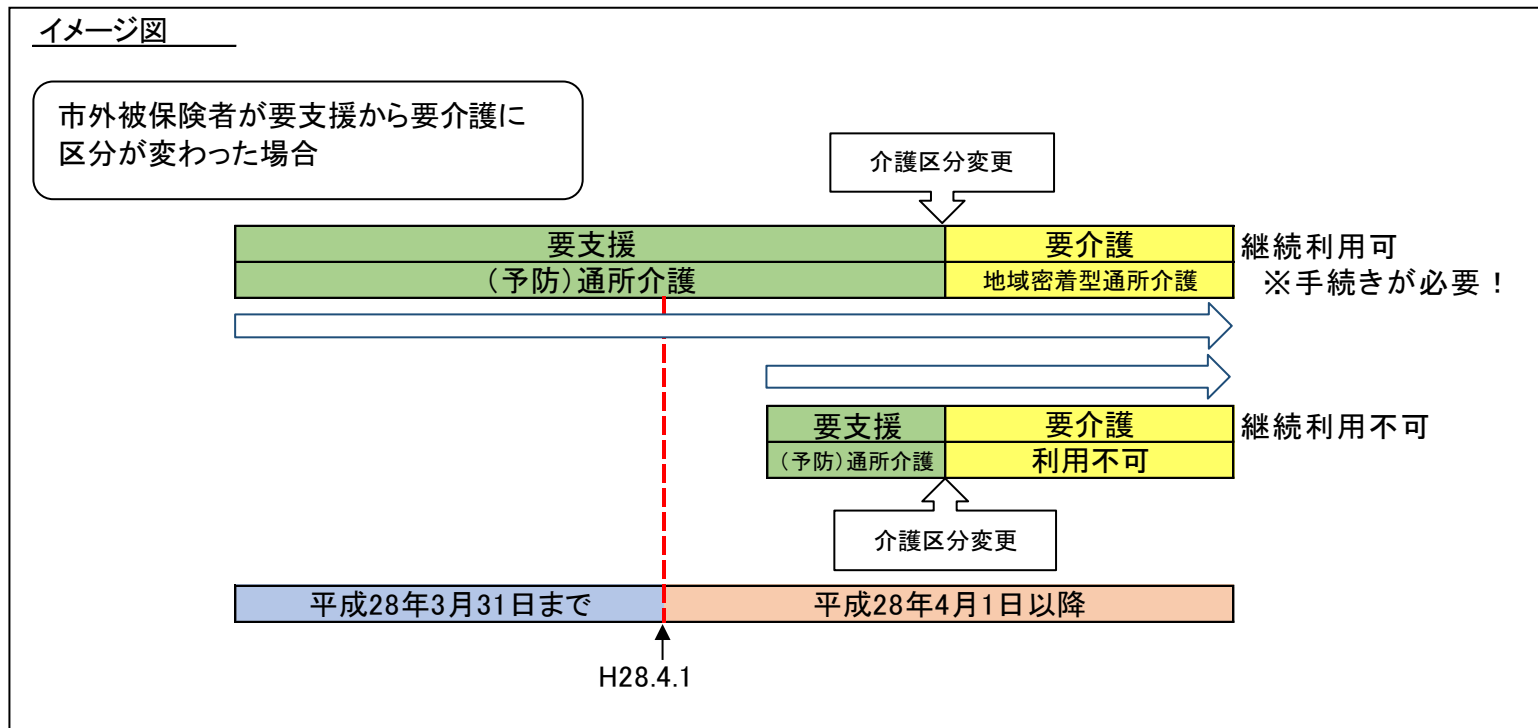 イメージ図
市外被保険者が要支援から要介護に
区分が変わった場合
介護区分変更
要支援
要介護
継続利用可
(予防)通所介護
地域密着型通所介護
※手続きが必要!
要支援
要介護
継続利用不可
(予防)通所介護
利用不可
介護区分変更
平成28年3月31日まで
平成28年4月1日以降
H28.4.1